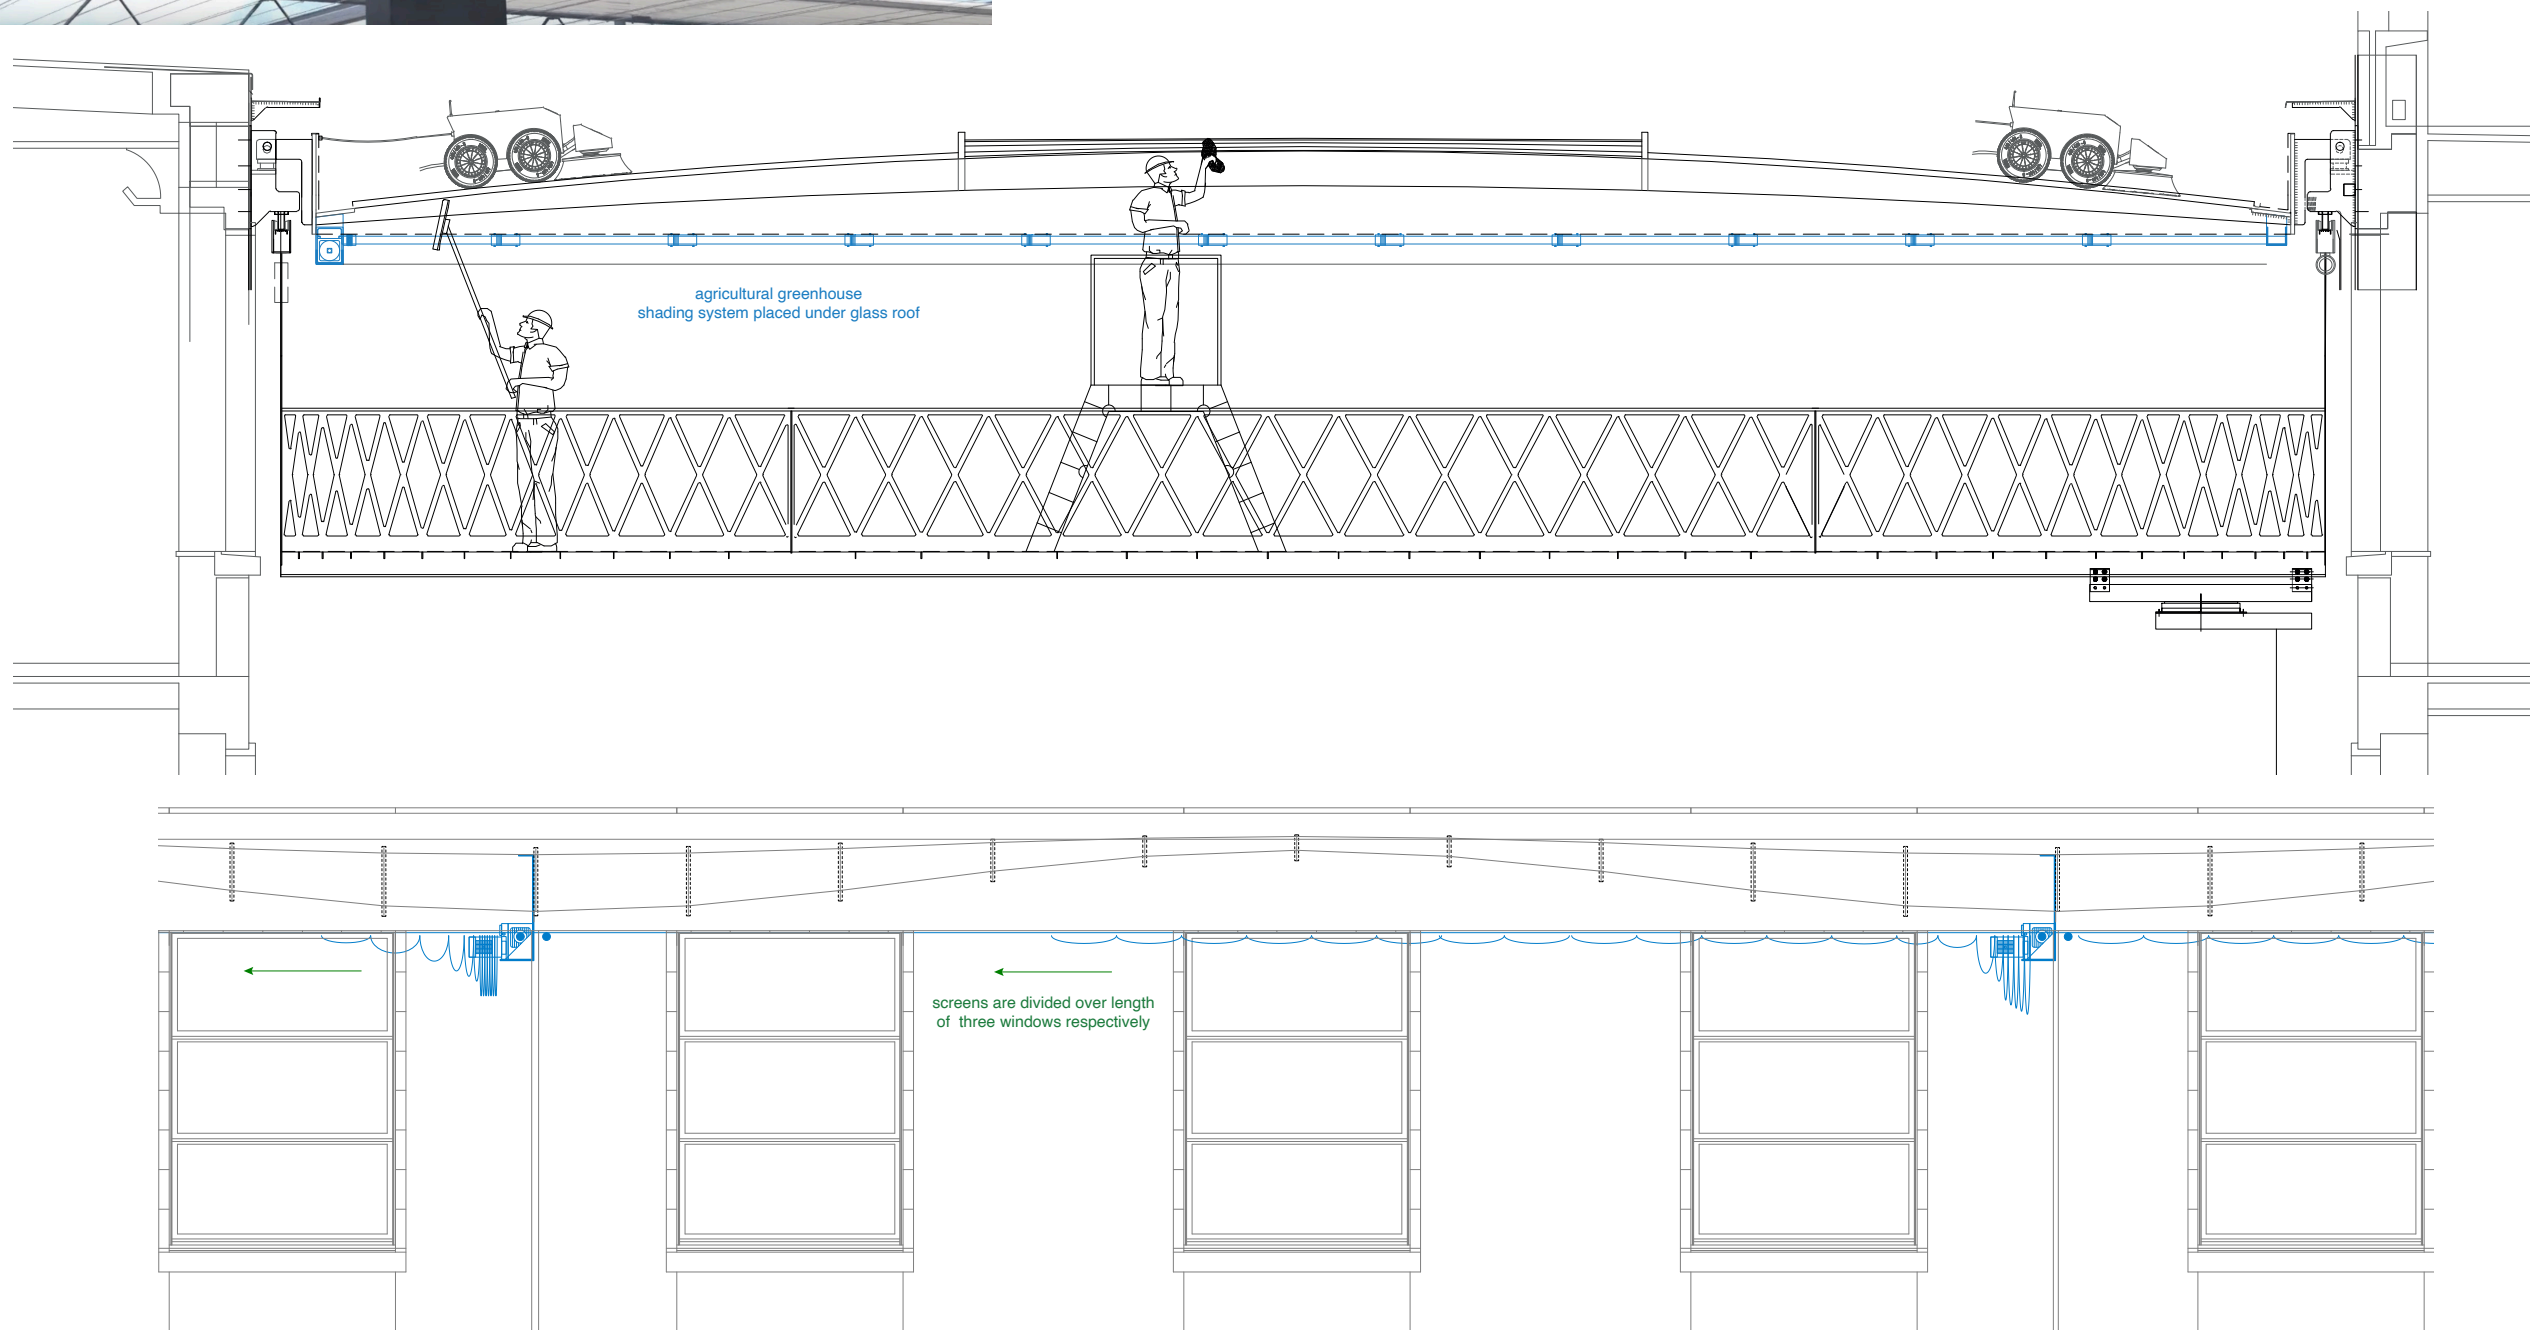 agricultural greenhouse
shading system placed under glass roof
screens are divided over length
of three windows respectively